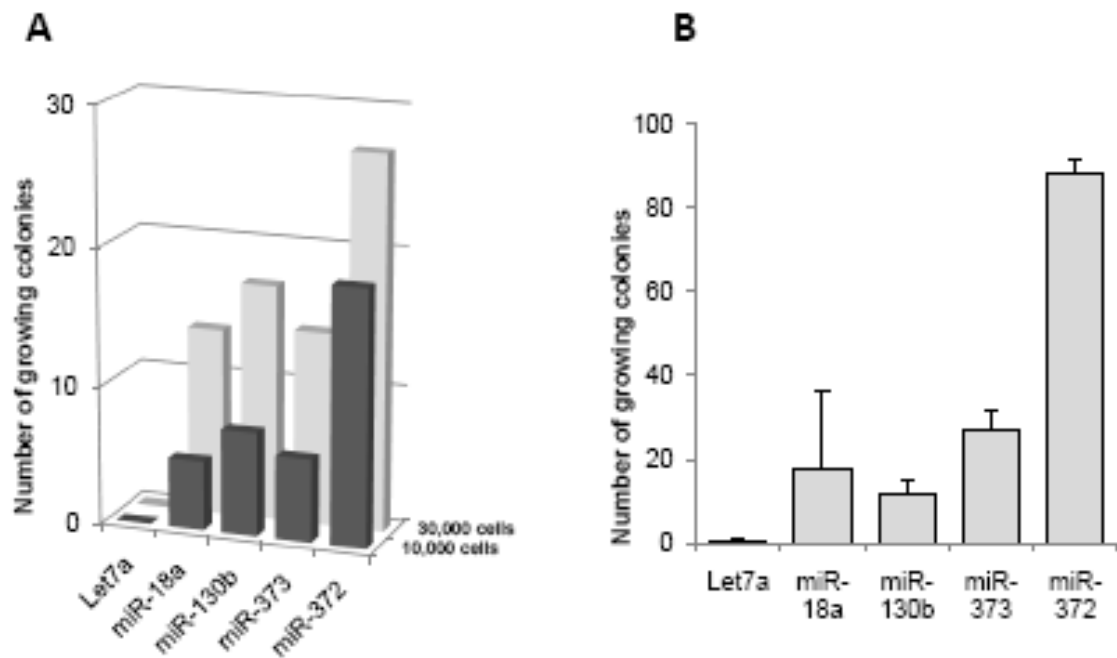 A
Number of growing colonies
30
20
10
0
Let7a
miR-18a
miR-130b
miR-373
miR-372
30,000 cells
10,000 cells
B
Number of growing colonies
100
80
60
40
20
0
Let7a
miR-
18a
miR-
130b
miR-
373
miR-
372